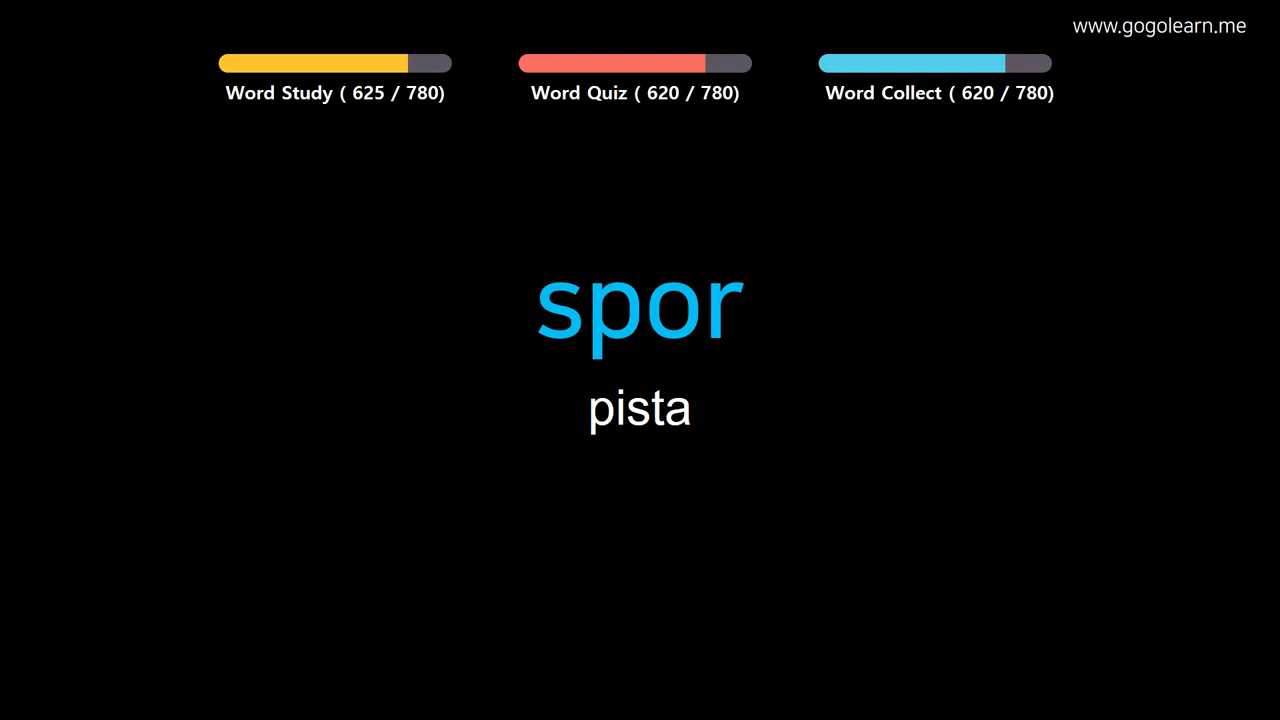 www.gogolearn.me
Word Study ( 625 / 780)
Word Quiz ( 620 / 780)
Word Collect ( 620 / 780)
spor
pista